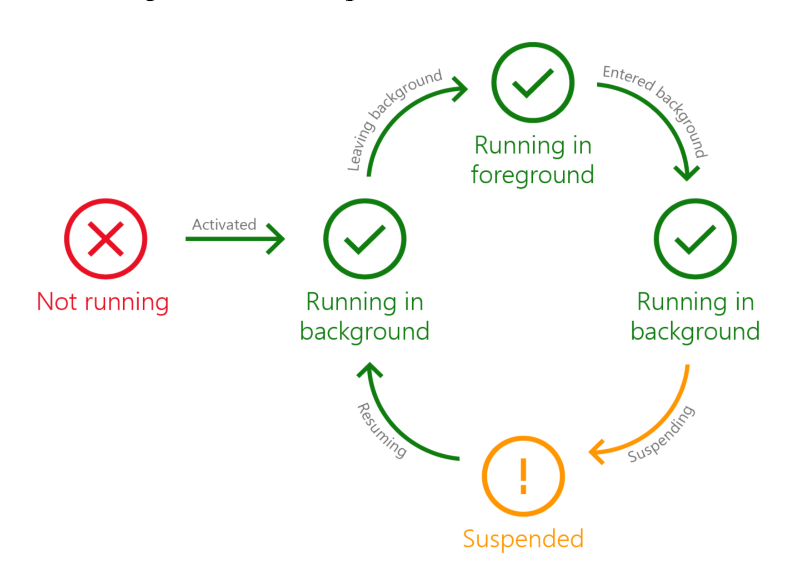 Leaving background
Entered background
Running in
foreground
Activated
Not running
Running in
background
Running in
background
Resuming
Suspending
Suspended